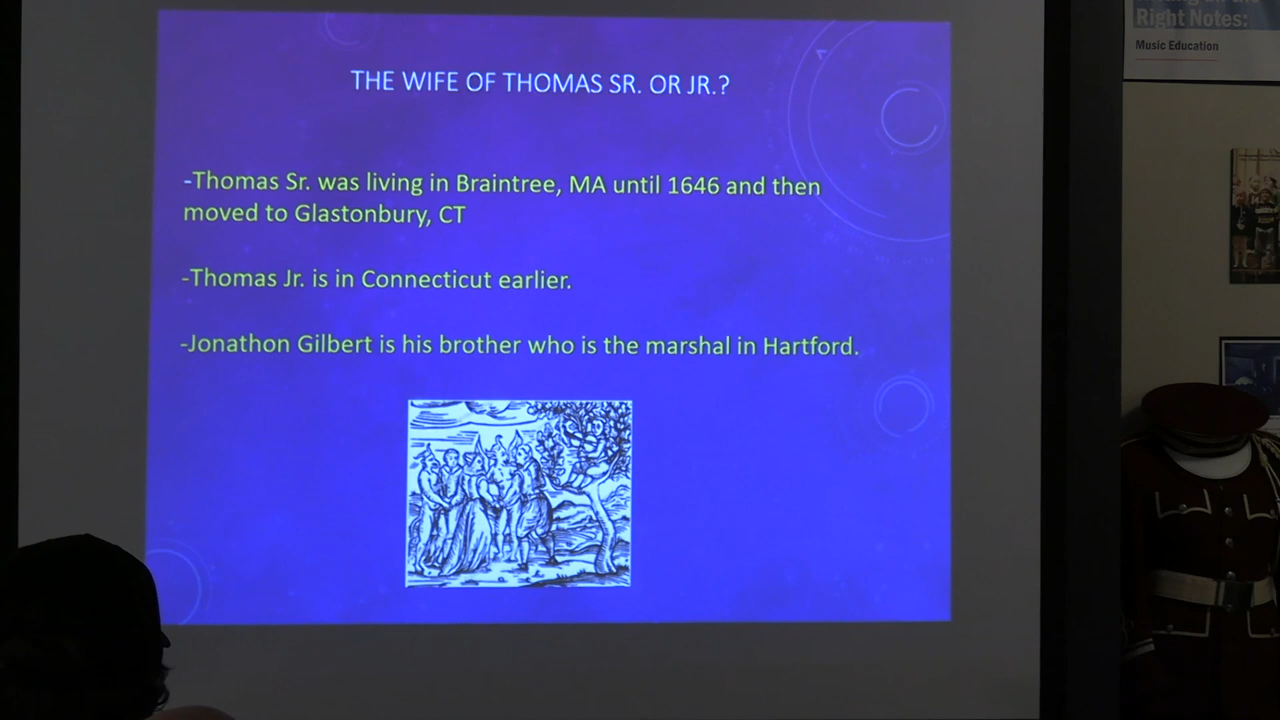 Right Notes:
Music Education
THE WIFE OF THOMAS SR. OR JR.?
-Thomas Sr. was living in Braintree, MA until 1646 and then
moved to Glastonbury, CT
-Thomas Jr. is in Connecticut earlier.
-Jonathon Gilbert is his brother who is the marshal in Hartford.